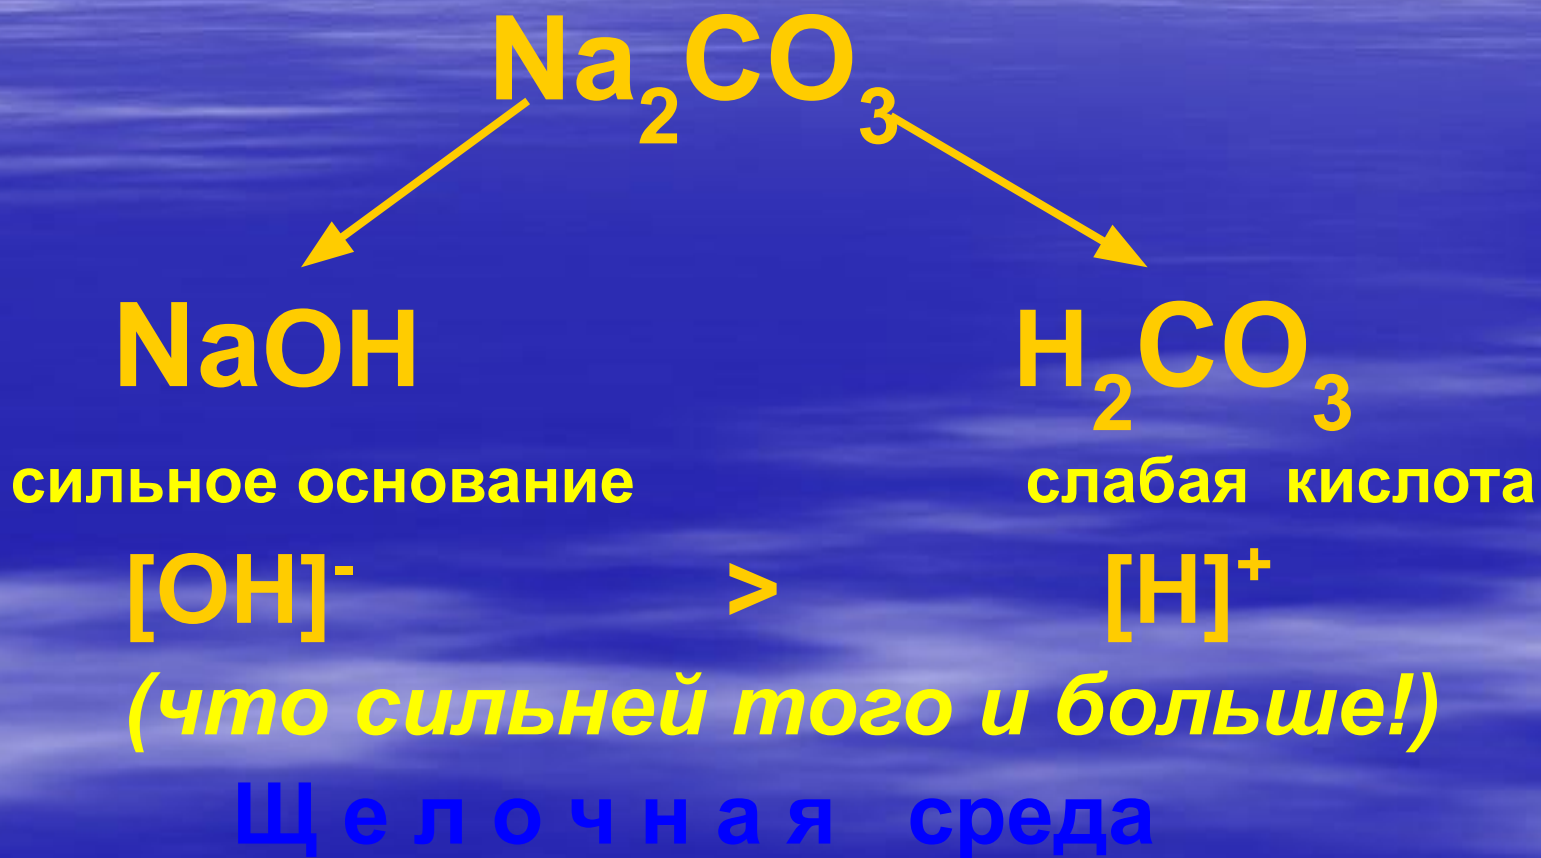 Na₂CO₃
NaOH H₂CO₃
сильное основание слабая кислота
[OH]⁻ > [H]⁺
(что сильней того и больше!)
Щ е л о ч н а я среда